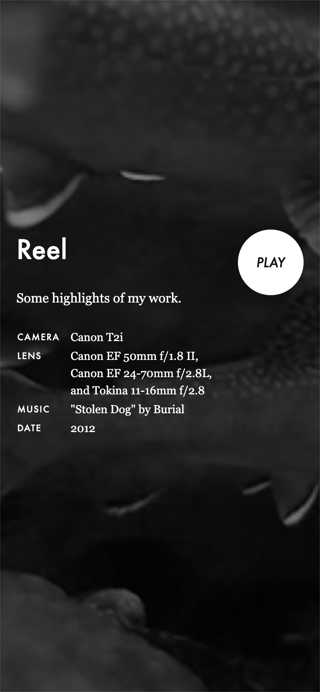 Reel
PLAY
Some highlights of my work.
CAMERA Canon T2i
LENS Canon EF 50mm f/1.8 II,
Canon EF 24-70mm f/2.8L,
and Tokina 11-16mm f/2.8
MUSIC "Stolen Dog" by Burial
DATE 2012